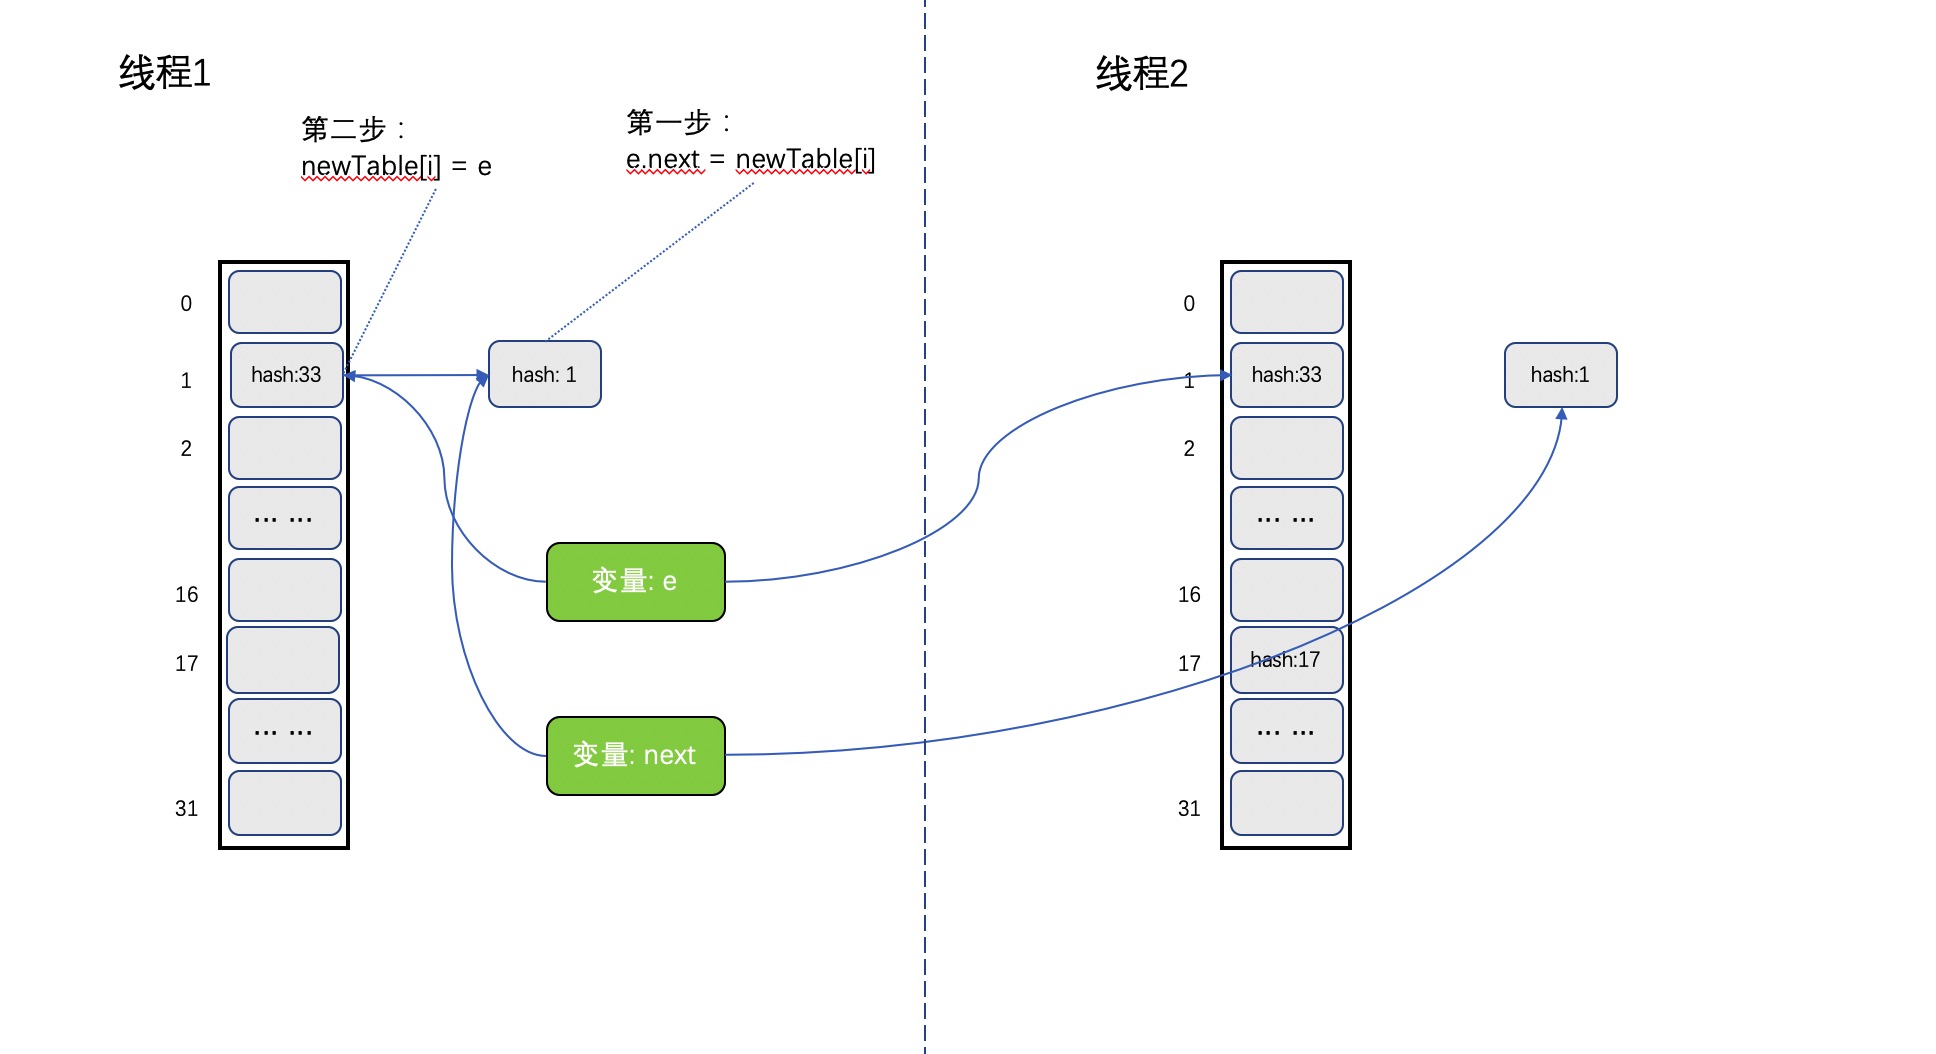 线程1
线程2
第二步：
newTable[i] = e
第一步：
e.next = newTable[i]
0
1
hash:33
hash: 1
2
... ...
16
17
... ...
31
变量: e
变量: next
0
1
hash:33
hash:1
2
... ...
16
17
hash:17
... ...
31